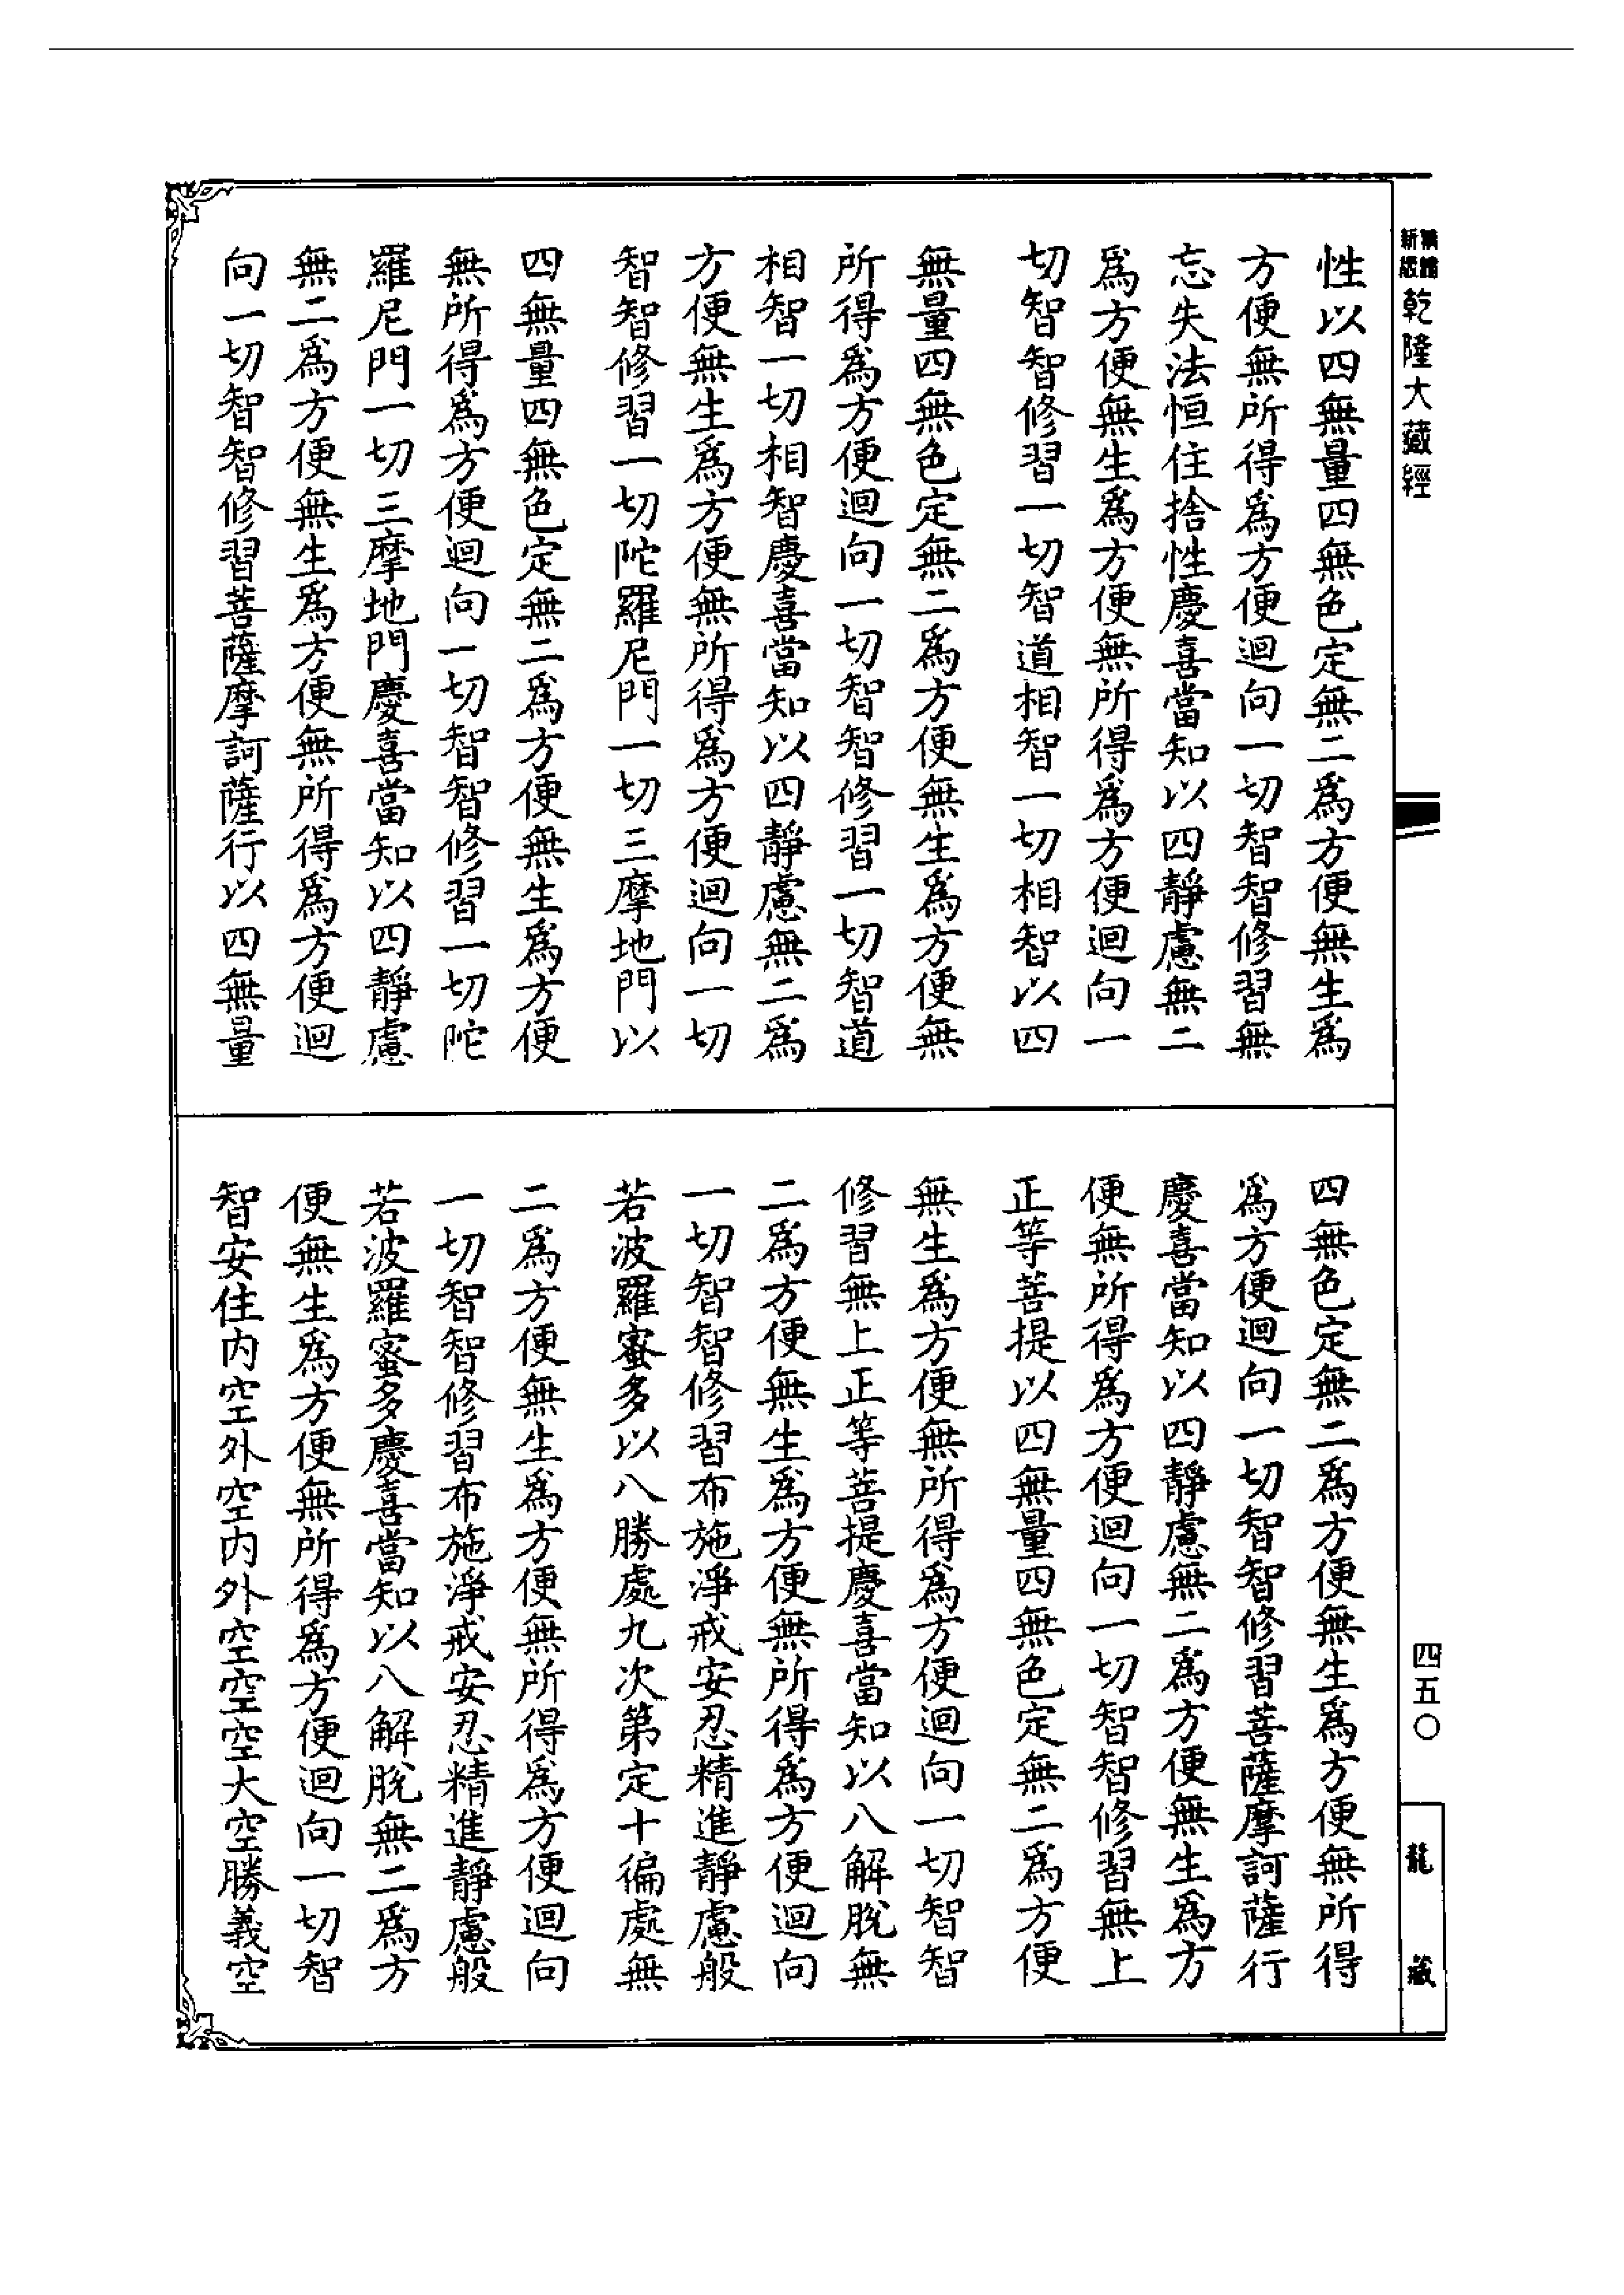 乾隆大藏經
性以四無量四無色定無二爲方便無生爲
方便無所得爲方便迴向一切智智修習無
忘失法恒住捨性慶喜當知以四靜慮無二
爲方便無生爲方便無所得爲方便迴向一
切智智修習一切智道相智一切相智以四
無量四無色定無二爲方便無生爲方便無
所得爲方便迴向一切智智修習一切智道
相智一切相智慶喜當知以四靜慮無二爲
方便無生爲方便無所得爲方便迴向一切
智智修習一切陀羅尼門一切三摩地門以
四無量四無色定無二爲方便無生爲方便
無所得爲方便迴向一切智智修習一切陀
羅尼門一切三摩地門慶喜當知以四靜慮
無二爲方便無生爲方便無所得爲方便迴
向一切智智修習菩薩摩訶薩行以四無量
四無色定無二爲方便無生爲方便無所得
爲方便迴向一切智智修習菩薩摩訶薩行
慶喜當知以四靜慮無二爲方便無生爲方
便無所得爲方便迴向一切智智修習無上
正等菩提以四無量四無色定無二爲方便
無生爲方便無所得爲方便迴向一切智智
修習無上正等菩提慶喜當知以八解脫無
二爲方便無生爲方便無所得爲方便迴向
一切智智修習布施淨戒安忍精進靜慮般
若波羅蜜多以八勝處九次第定十徧處無
二爲方便無生爲方便無所得爲方便迴向
一切智智修習布施淨戒安忍精進靜慮般
若波羅蜜多慶喜當知以八解脫無二爲方
便無生爲方便無所得爲方便迴向一切智
智安住内空外空内外空空空大空勝義空
四五〇
龍藏